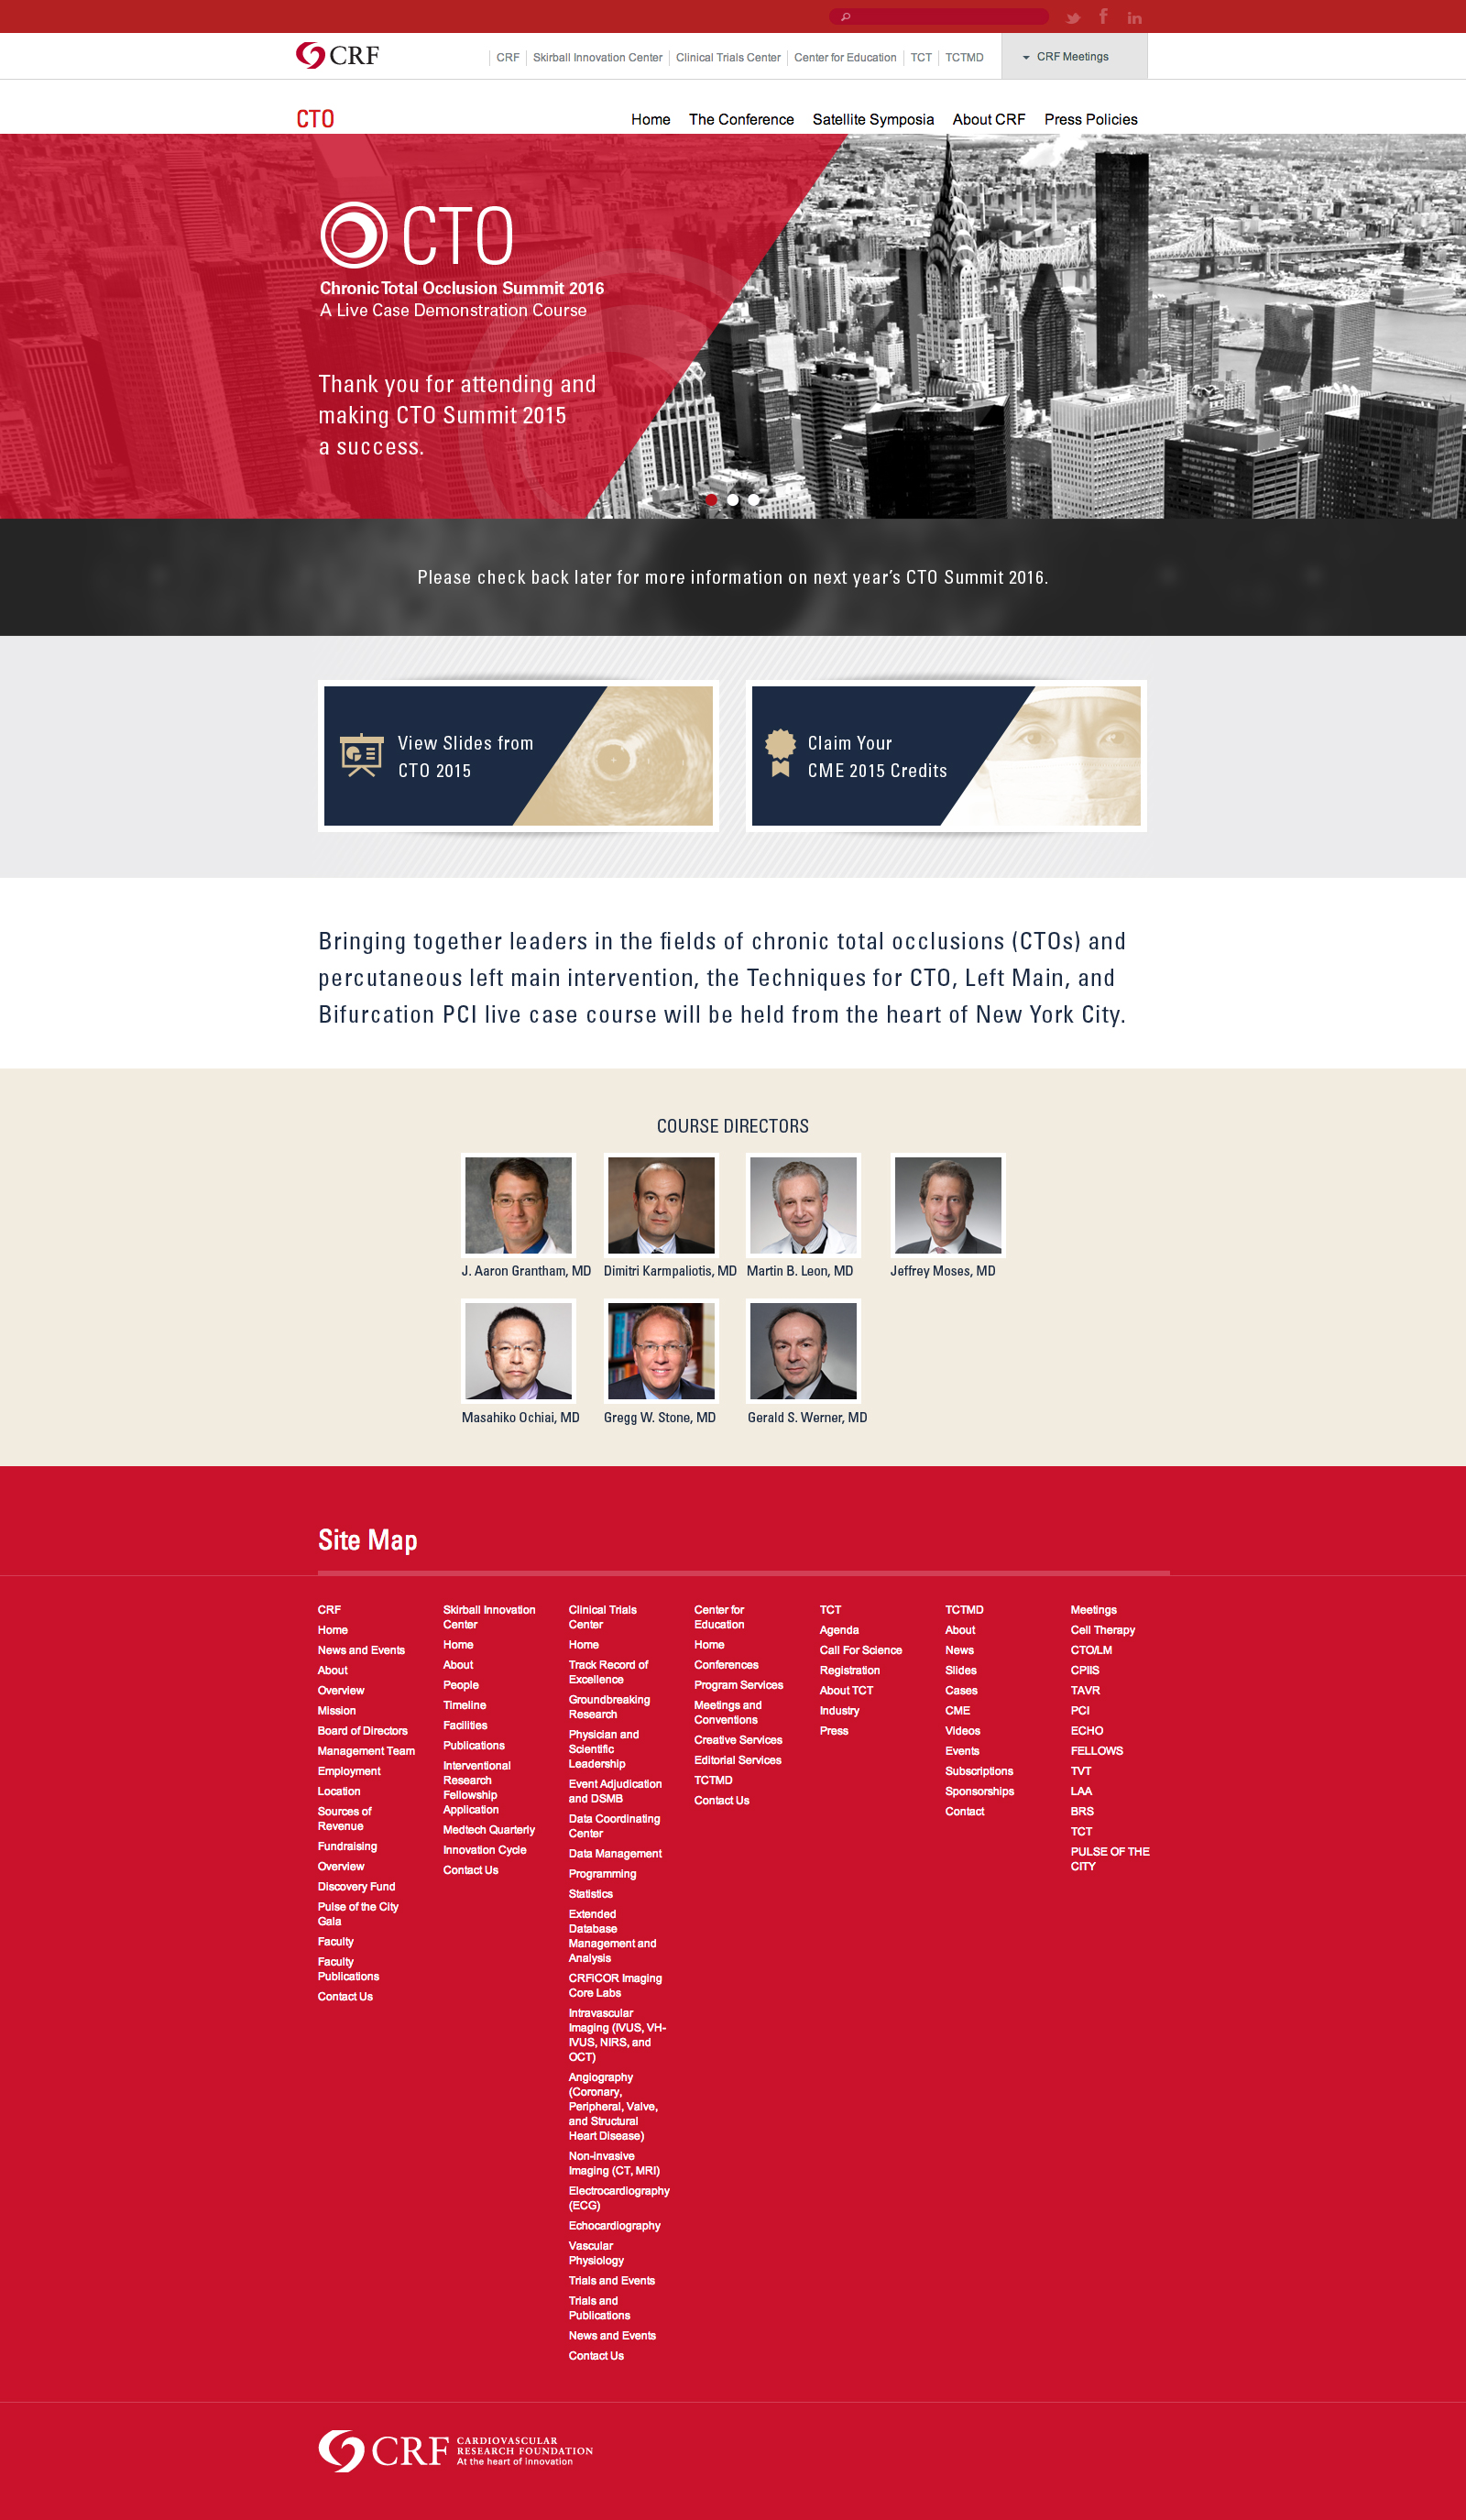 CRF
CRF
Skirball Innovation Center
Clinical Trials Center
Center for Education
TCT
TCTMD
CRF Meetings
CTO
Home
The Conference
Satellite Symposia
About CRF
Press Policies
CTO
Chronic Total Occlusion Summit 2016
A Live Case Demonstration Course
Thank you for attending and
making CTO Summit 2015
a success.
Please check back later for more information on next year's CTO Summit 2016.
View Slides from
CTO 2015
Claim Your
CME 2015 Credits
Bringing together leaders in the fields of chronic total occlusions (CTOs) and
percutaneous left main intervention, the Techniques for CTO, Left Main, and
Bifurcation PCI live case course will be held from the heart of New York City.
COURSE DIRECTORS
J. Aaron Grantham, MD
Dimitri Karmpaliotis, MD
Martin B. Leon, MD
Jeffrey Moses, MD
Masahiko Ochiai, MD
Gregg W. Stone, MD
Gerald S. Werner, MD
Site Map
CRF
Home
News and Events
About
Overview
Mission
Board of Directors
Management Team
Employment
Location
Sources of
Revenue
Fundraising
Overview
Discovery Fund
Pulse of the City
Gala
Faculty
Faculty
Publications
Contact Us
Skirball Innovation
Center
Home
About
People
Timeline
Facilities
Publications
Interventional
Research
Fellowship
Application
Medtech Quarterly
Innovation Cycle
Contact Us
Clinical Trials
Center
Home
Track Record of
Excellence
Groundbreaking
Research
Physician and
Scientific
Leadership
Event Adjudication
and DSMB
Data Coordinating
Center
Data Management
Programming
Statistics
Extended
Database
Management and
Analysis
CRFiCOR Imaging
Core Labs
Intravascular
Imaging (IVUS, VH-
IVUS, NIRS, and
OCT)
Angiography
(Coronary,
Peripheral, Valve,
and Structural
Heart Disease)
Non-invasive
Imaging (CT, MRI)
Electrocardiography
(ECG)
Echocardiography
Vascular
Physiology
Trials and Events
Trials and
Publications
News and Events
Contact Us
Center for
Education
Home
Conferences
Program Services
Meetings and
Conventions
Creative Services
Editorial Services
TCTMD
Contact Us
TCT
Agenda
Call For Science
Registration
About TCT
Industry
Press
TCTMD
About
News
Slides
Cases
CME
Videos
Events
Subscriptions
Sponsorships
Contact
Meetings
Cell Therapy
CTO/LM
CPIIS
TAVR
PCI
ECHO
FELLOWS
TVT
LAA
BRS
TCT
PULSE OF THE
CITY
CRF
CARDIOVASCULAR
RESEARCH FOUNDATION
At the heart of innovation